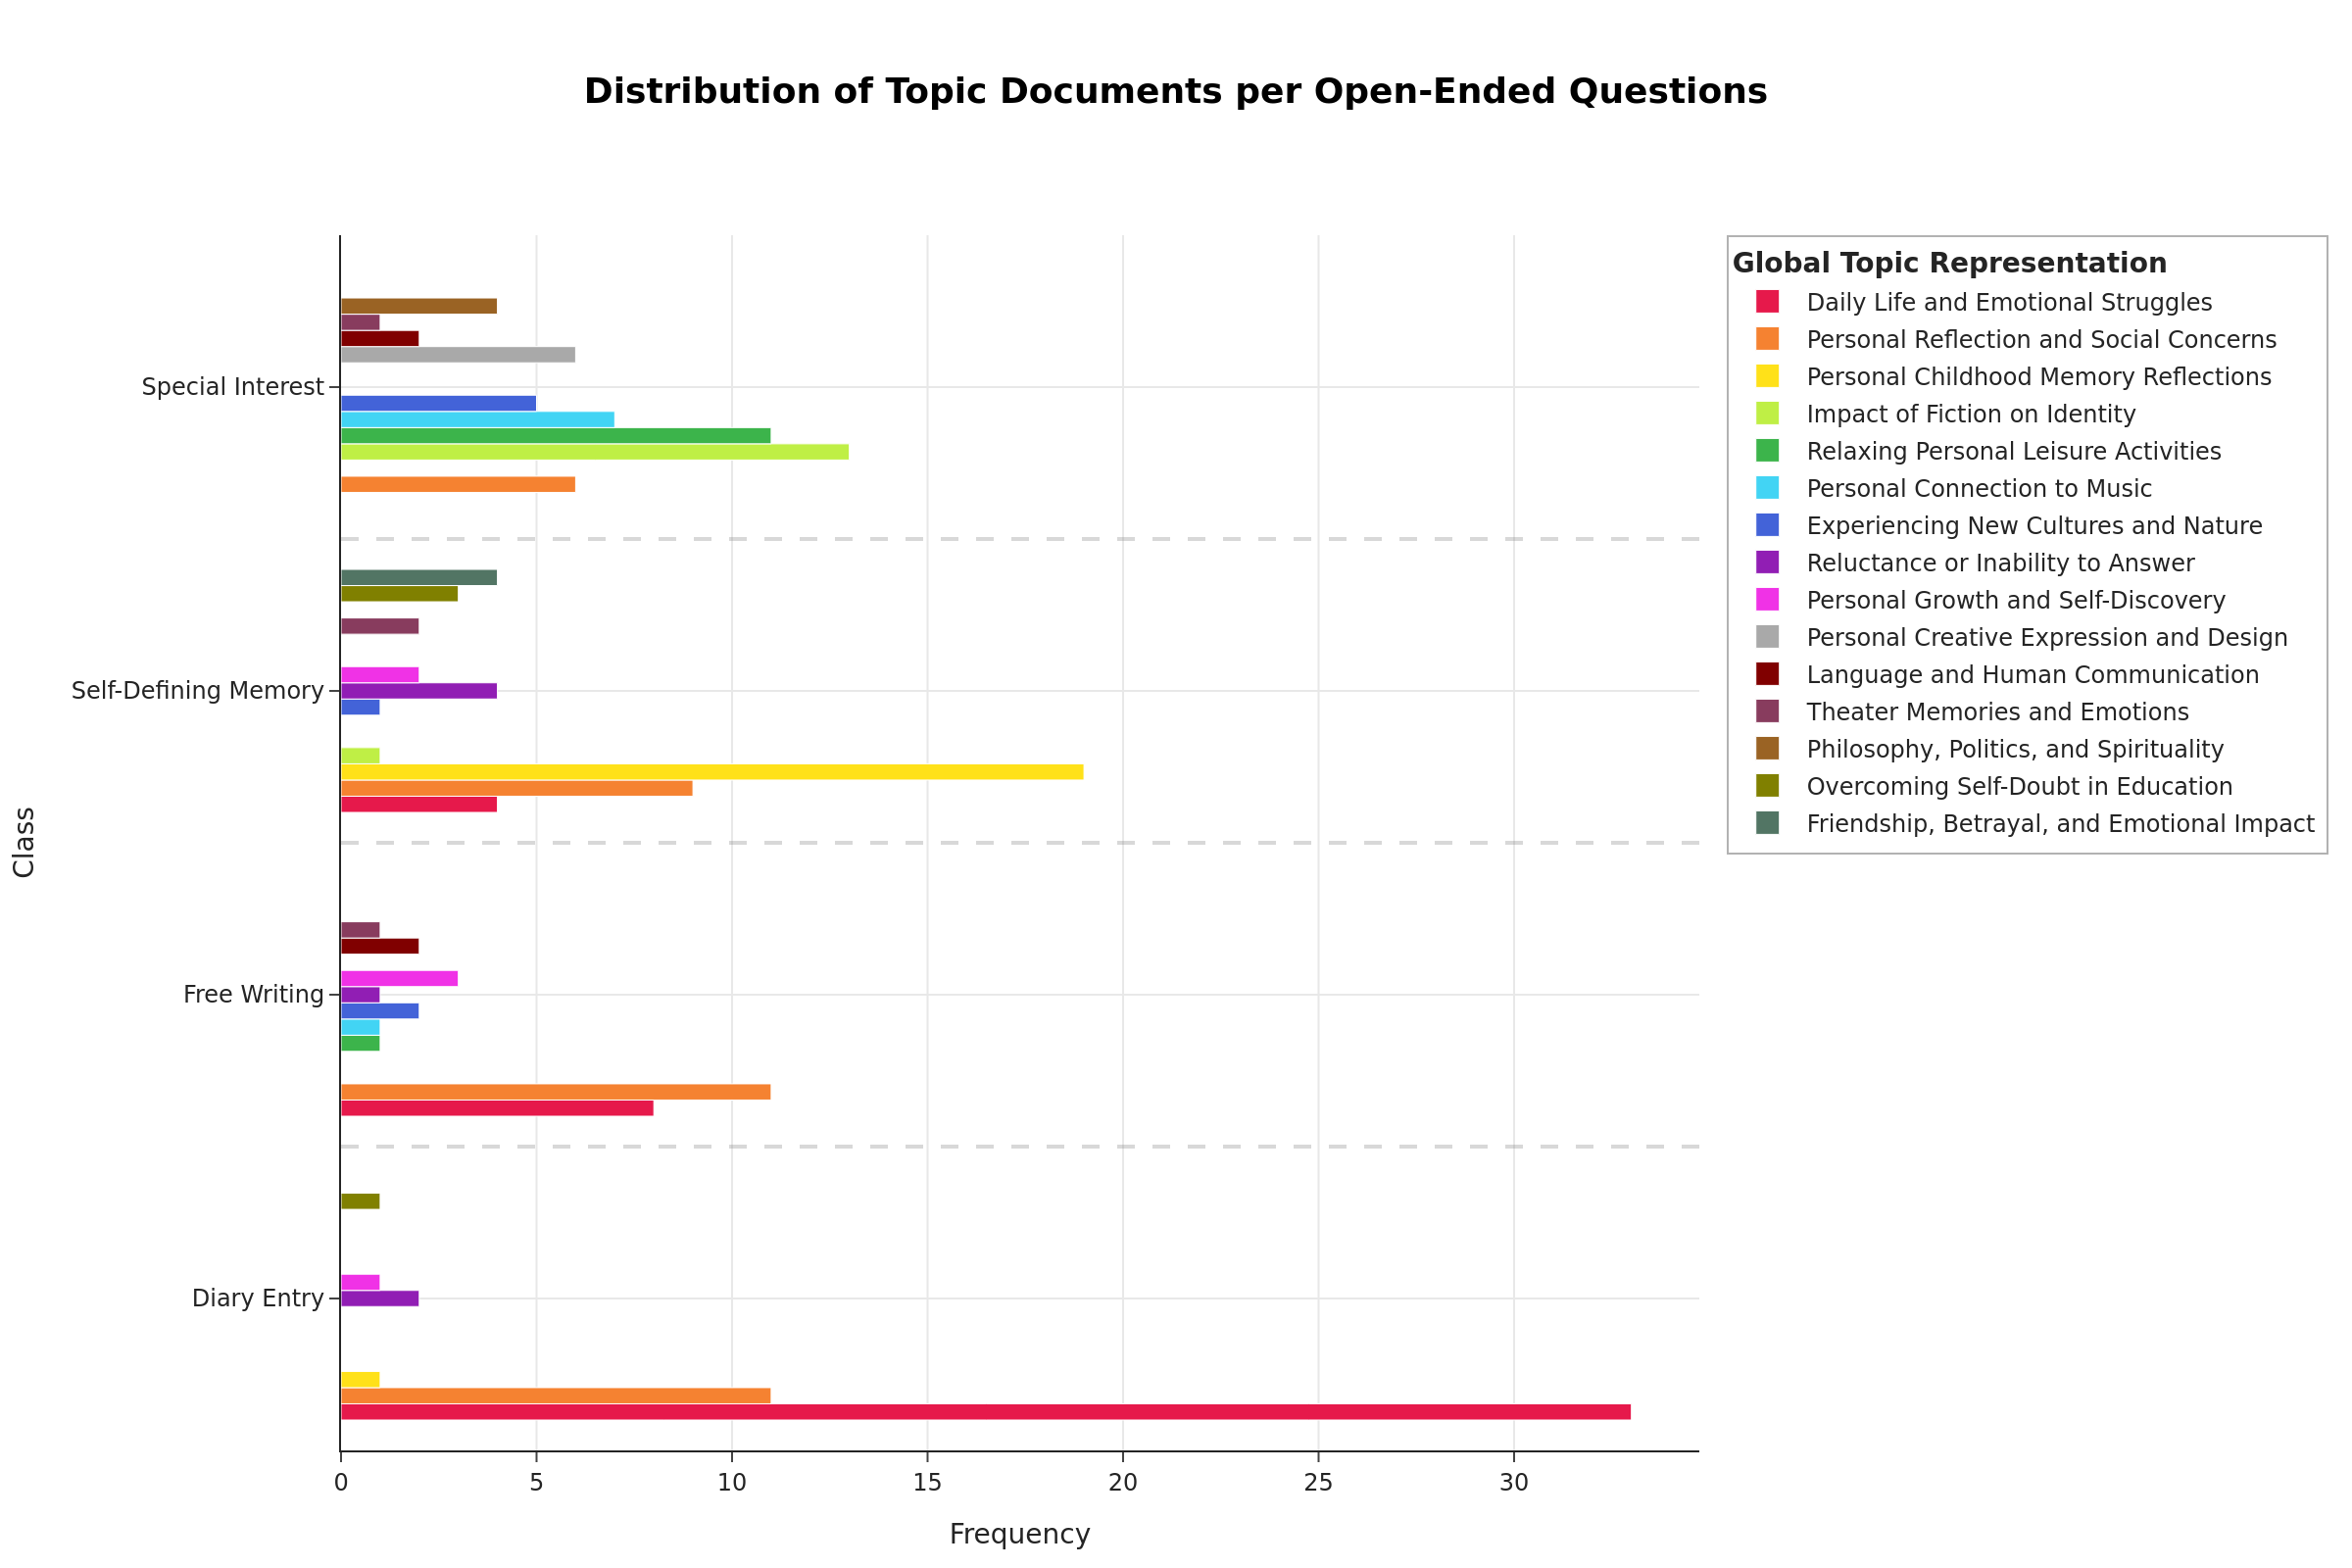 Distribution of Topic Documents per Open-Ended Questions
Special Interest
Self-Defining Memory
Free Writing
Diary Entry
Class
0 5 10 15 20 25 30
Frequency
Global Topic Representation
Daily Life and Emotional Struggles
Personal Reflection and Social Concerns
Personal Childhood Memory Reflections
Impact of Fiction on Identity
Relaxing Personal Leisure Activities
Personal Connection to Music
Experiencing New Cultures and Nature
Reluctance or Inability to Answer
Personal Growth and Self-Discovery
Personal Creative Expression and Design
Language and Human Communication
Theater Memories and Emotions
Philosophy, Politics, and Spirituality
Overcoming Self-Doubt in Education
Friendship, Betrayal, and Emotional Impact